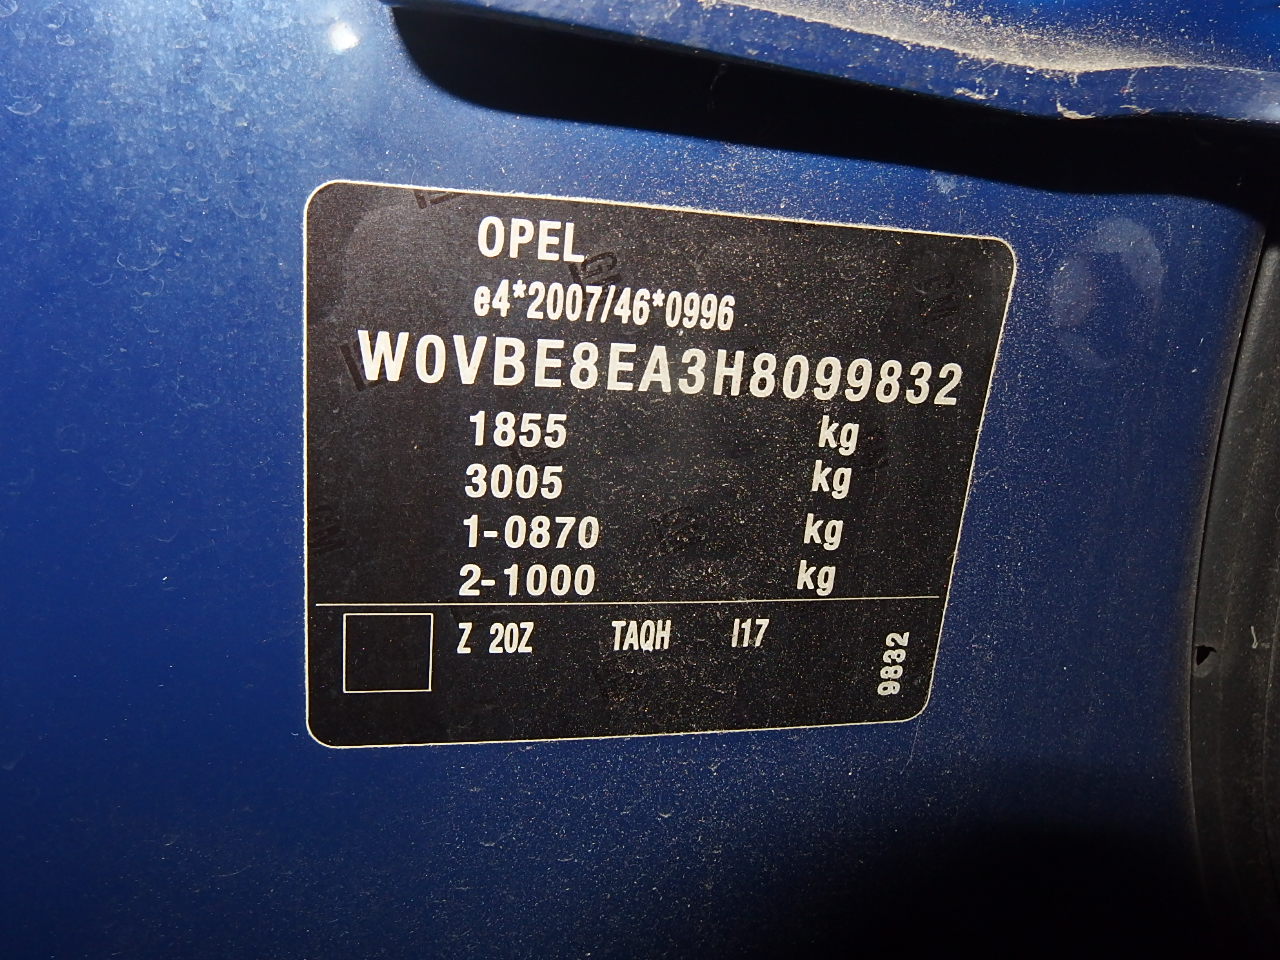 OPEL
e4*2007/46*0996
W0VBE8EA3H8099832
1855 kg
3005 kg
1-0870 kg
2-1000 kg
Z 20Z TAQH I17
9832